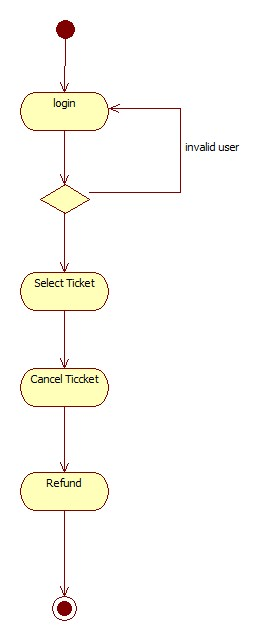 login
invalid user
Select Ticket
Cancel Ticcket
Refund